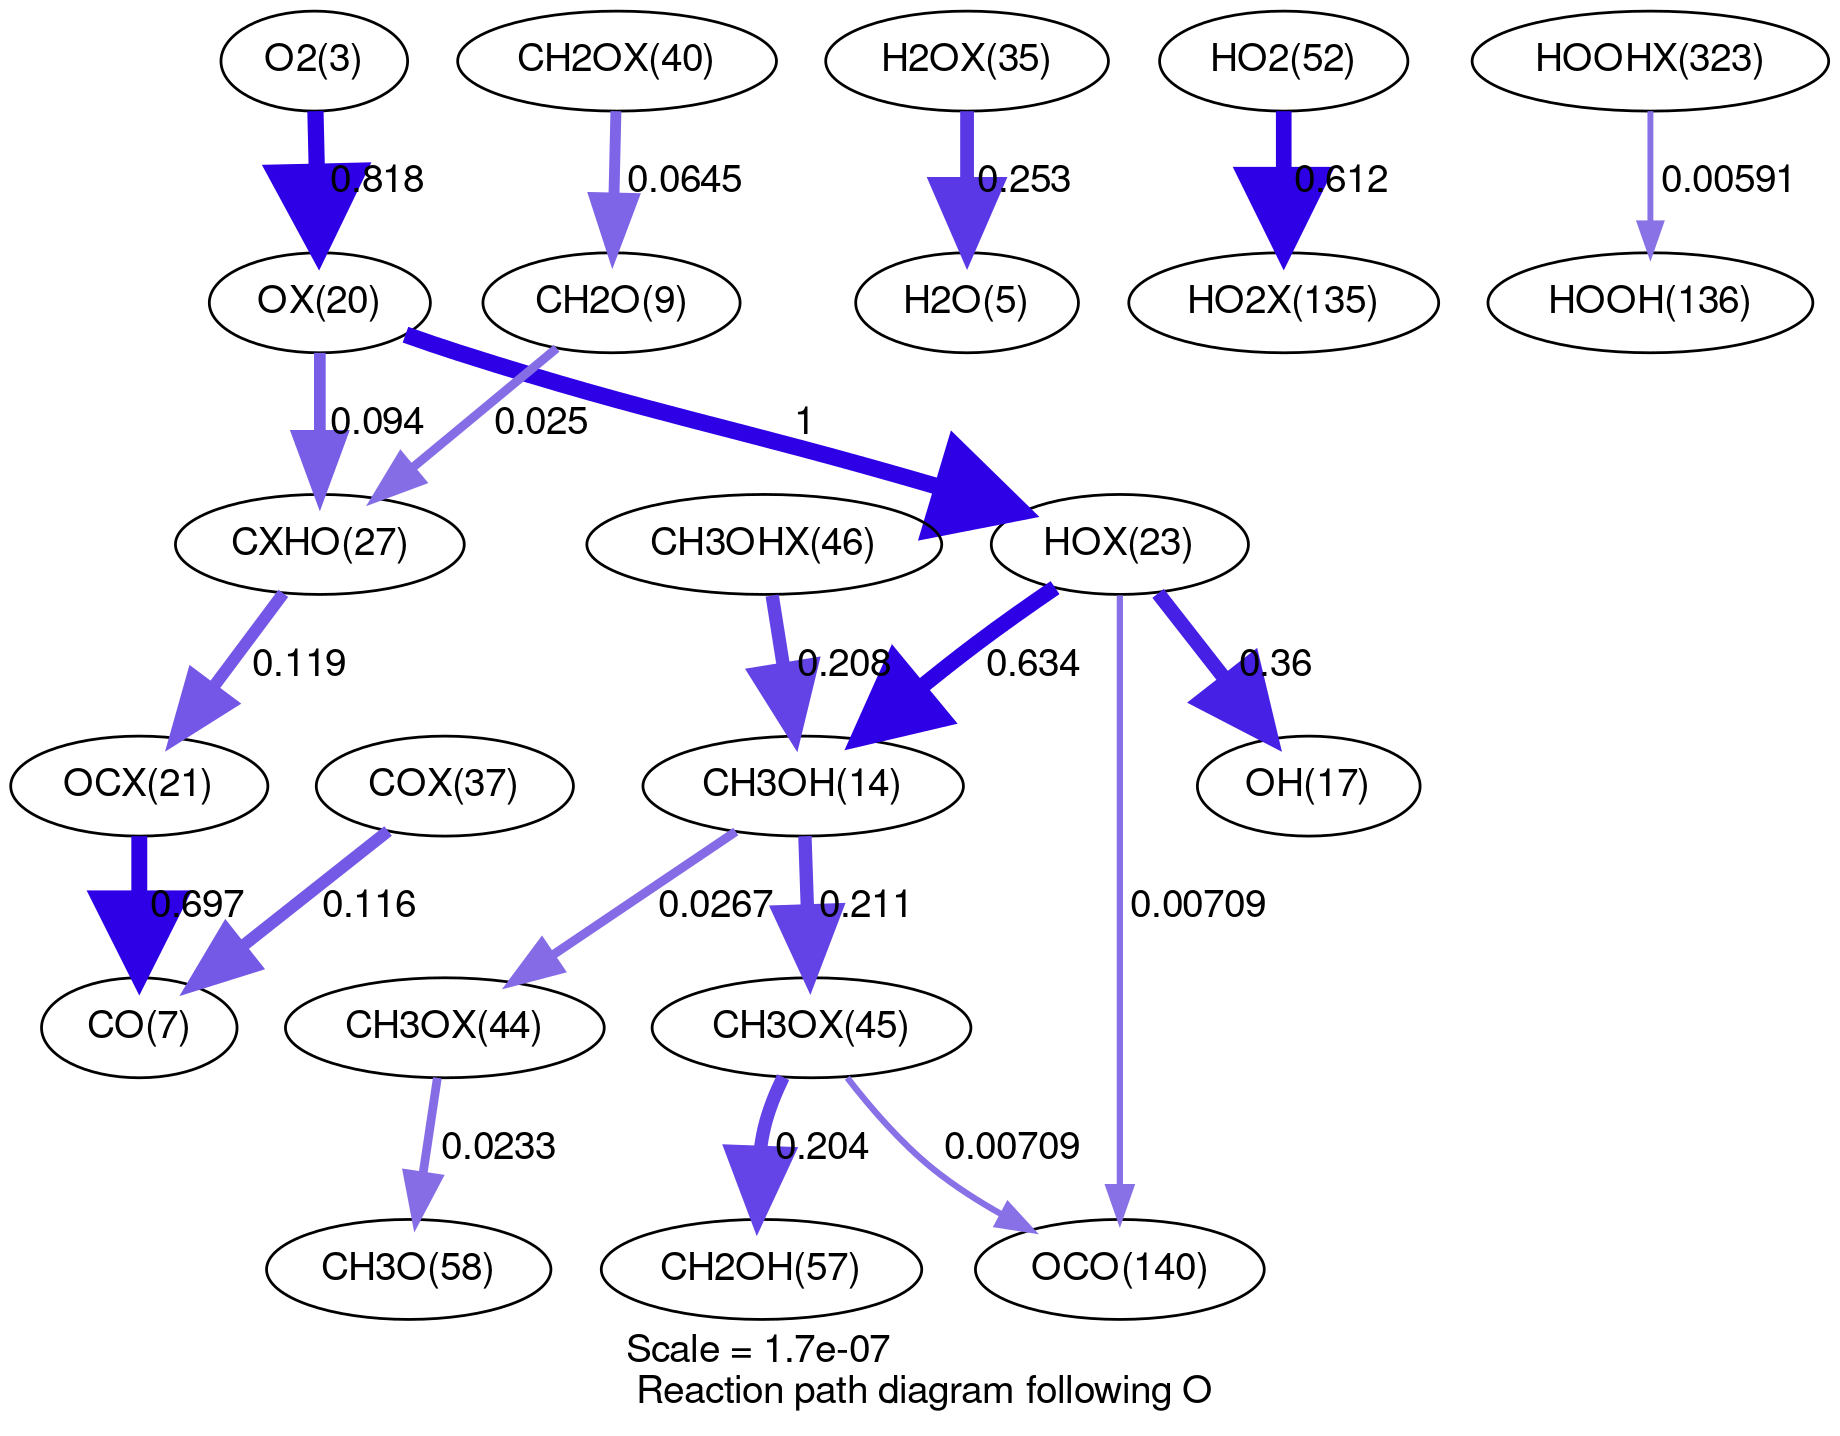 O2(3)
CH2OX(40)
H2OX(35)
HO2(52)
HOOHX(323)
0.818
0.0645
0.253
0.612
0.00591
OX(20)
CH2O(9)
H2O(5)
HO2X(135)
HOOH(136)
0.094
0.025
1
CXHO(27)
CH3OHX(46)
HOX(23)
0.119
0.208
0.634
0.36
OCX(21)
COX(37)
CH3OH(14)
OH(17)
0.697
0.116
0.0267
0.211
0.00709
CO(7)
CH3OX(44)
CH3OX(45)
0.0233
0.204
0.00709
CH3O(58)
CH2OH(57)
OCO(140)
Scale = 1.7e-07
Reaction path diagram following O